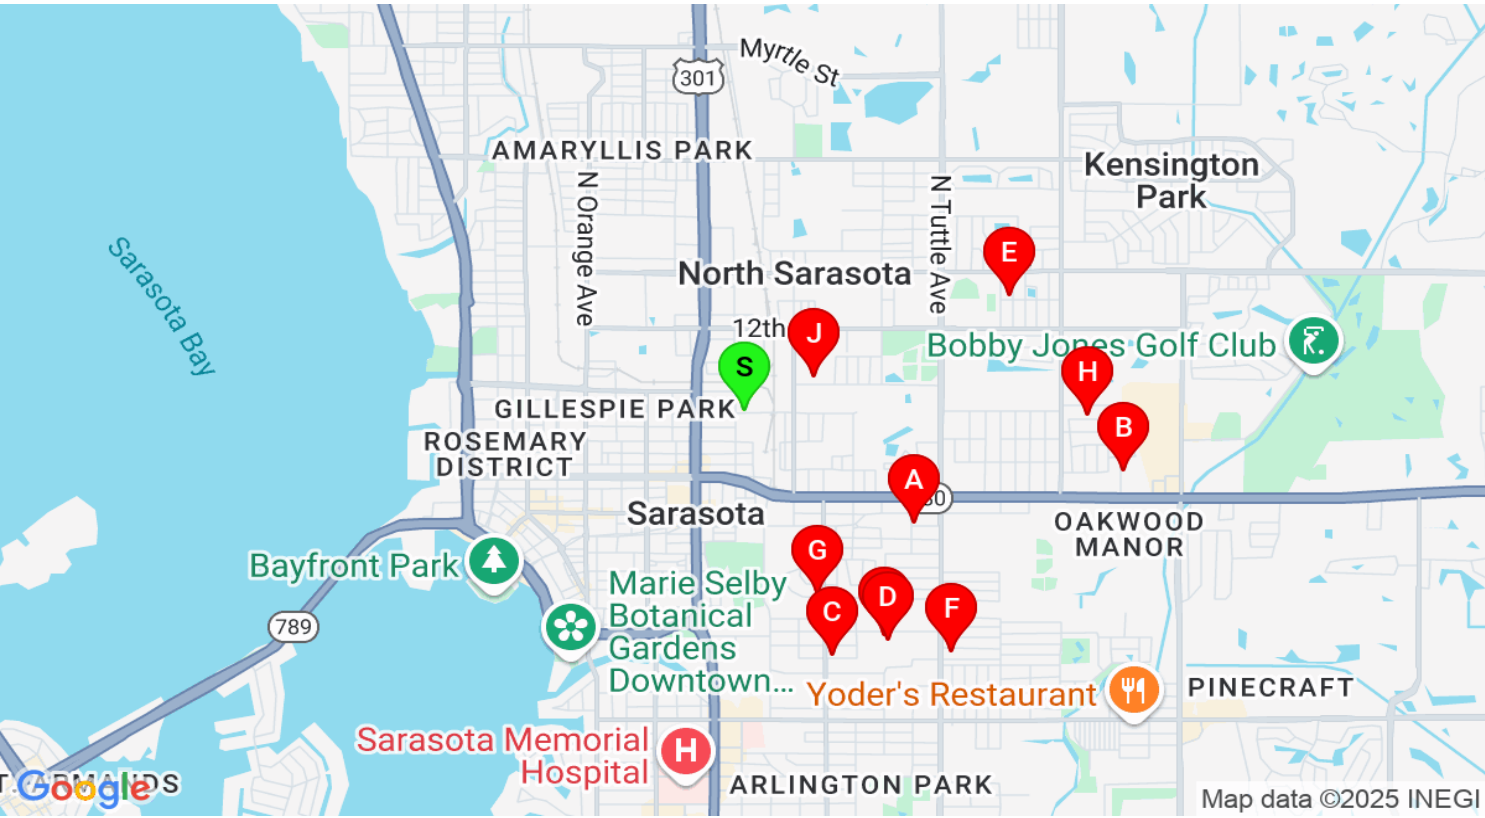 Myrtle St
301
AMARYLLIS PARK
Kensington
Park
N Orange Ave
N Tuttle Ave
Sarasota Bay
E
North Sarasota
12th
J
Bobby Jones Golf Club
S
H
GILLESPIE PARK
B
ROSEMARY
DISTRICT
A
Sarasota
OAKWOOD
MANOR
G
Bayfront Park
Marie Selby
Botanical
Gardens
Downtown...
D
C
F
789
Yoder's Restaurant
PINECRAFT
Sarasota Memorial
Hospital
H
ARLINGTON PARK
Google
Map data ©2025 INEGI